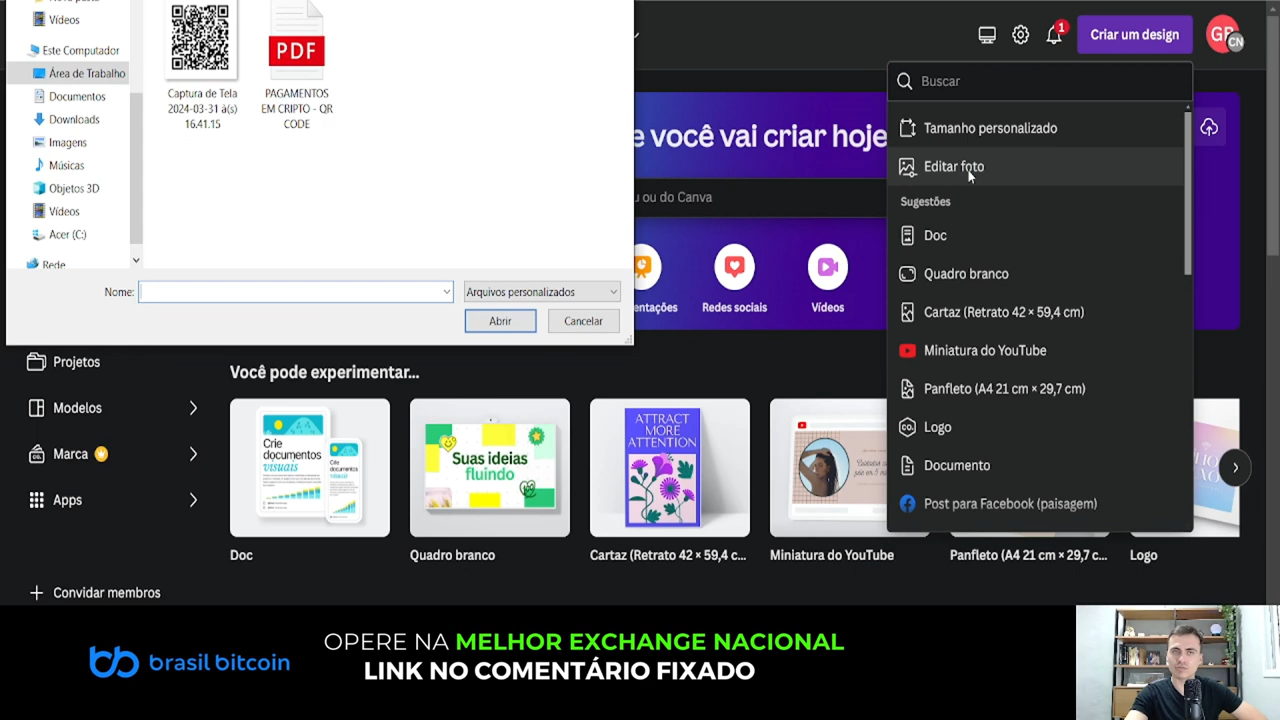 Vídeos
Este Computador
Área de Trabalho
Documentos
Downloads
Imagens
Músicas
Objetos 3D
Vídeos
Acer (C:)
Rede
PDF
Captura de Tela
2024-03-31 à(s)
16.41.15
PAGAMENTOS
EM CRIPTO - QR
CODE
Nome:
Arquivos personalizados
Abrir
Cancelar
1
Criar um design
GR
CN
Buscar
Tamanho personalizado
Editar foto
Sugestões
Doc
Quadro branco
Cartaz (Retrato 42 × 59,4 cm)
Miniatura do YouTube
Panfleto (A4 21 cm × 29,7 cm)
Logo
Documento
Post para Facebook (paisagem)
e você vai criar hoje
u ou do Canva
entações
Redes sociais
Vídeos
Projetos
Modelos
Marca
Apps
Convidar membros
Você pode experimentar...
Crie
documentos
visuais
Crie
documentos
visuais
Suas ideias
fluindo
ATTRACT
MORE
ATTENTION
Doc
Quadro branco
Cartaz (Retrato 42 × 59,4 c...
Miniatura do YouTube
Panfleto (A4 21 cm × 29,7 c...
Logo
brasil bitcoin
OPERE NA MELHOR EXCHANGE NACIONAL
LINK NO COMENTÁRIO FIXADO